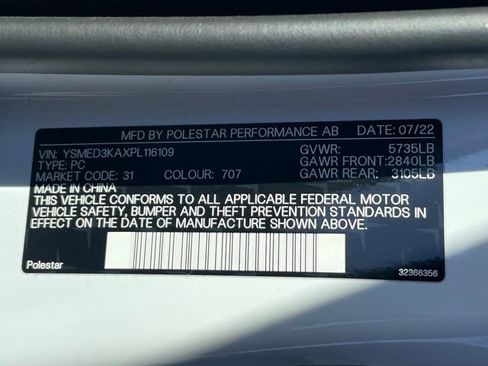 MFD BY POLESTAR PERFORMANCE AB DATE: 07/22
VIN: YSMED3KAXPL116109 GVWR: 5735LB
TYPE: PC GAWR FRONT: 2840LB
MARKET CODE: 31 COLOUR: 707 GAWR REAR: 3105LB
MADE IN CHINA
THIS VEHICLE CONFORMS TO ALL APPLICABLE FEDERAL MOTOR
VEHICLE SAFETY, BUMPER AND THEFT PREVENTION STANDARDS IN
EFFECT ON THE DATE OF MANUFACTURE SHOWN ABOVE.
Polestar 32366356